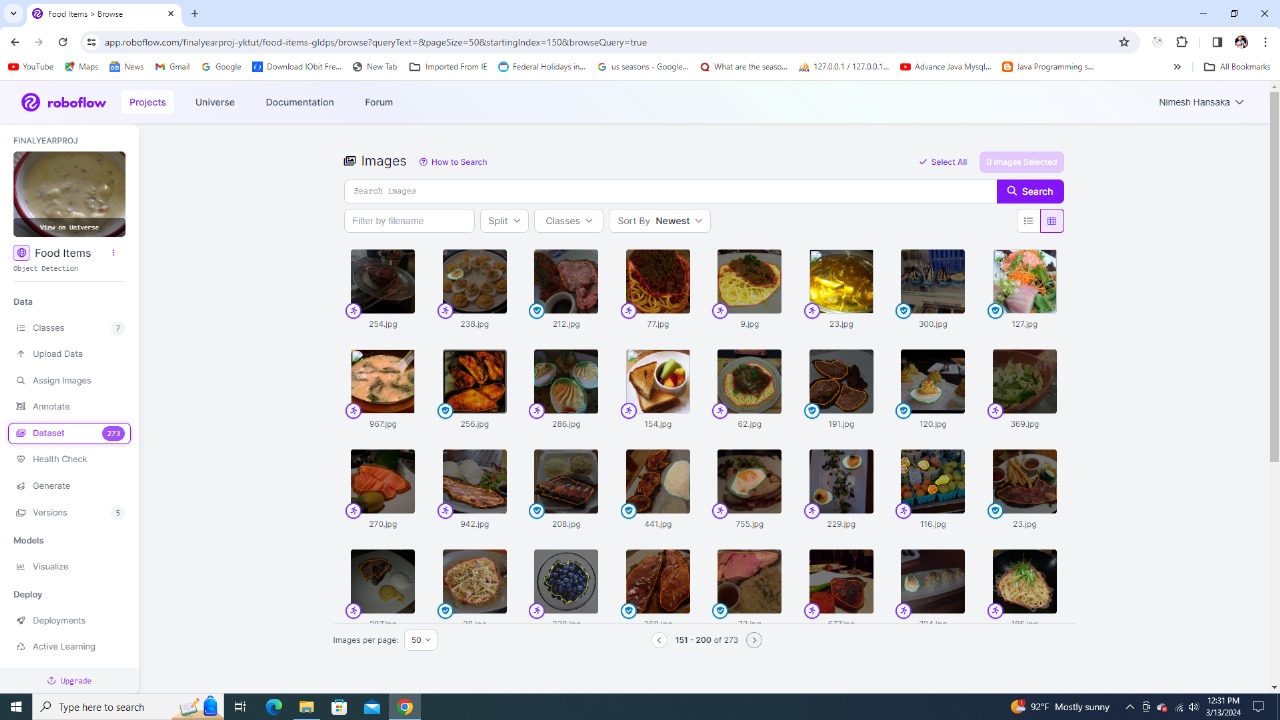 Food Items > Browse
app.roboflow.com/finalyearproj-yktut/food-items-gldps/browse?queryText=&pageSize=50&startingIndex=150&browseQuery=true
YouTube Maps News Gmail Google Download IObit Fre... New Tab Imported From IE Federal Holidays in... us seasons - Google... What are the seaso... 127.0.0.1 / 127.0.0.1... Advance Java Mysql... Java Programming s... » All Bookmarks
roboflow Projects Universe Documentation Forum Nimesh Hansaka
FINALYEARPROJ
View on Universe
Food Items
Object Detection
Data
Classes 7
Upload Data
Assign Images
Annotate
Dataset 273
Health Check
Generate
Versions 5
Models
Visualize
Deploy
Deployments
Active Learning
Upgrade
Images How to Search Select All 0 Images Selected
Search images Search
Filter by filename Split Classes Sort By Newest
254.jpg 238.jpg 212.jpg 77.jpg 9.jpg 23.jpg 300.jpg 127.jpg
967.jpg 256.jpg 286.jpg 154.jpg 62.jpg 191.jpg 120.jpg 369.jpg
270.jpg 942.jpg 208.jpg 441.jpg 755.jpg 229.jpg 116.jpg 23.jpg
Images per page: 50 151 - 200 of 273
Type here to search 92°F Mostly sunny 12:31 PM
3/13/2024